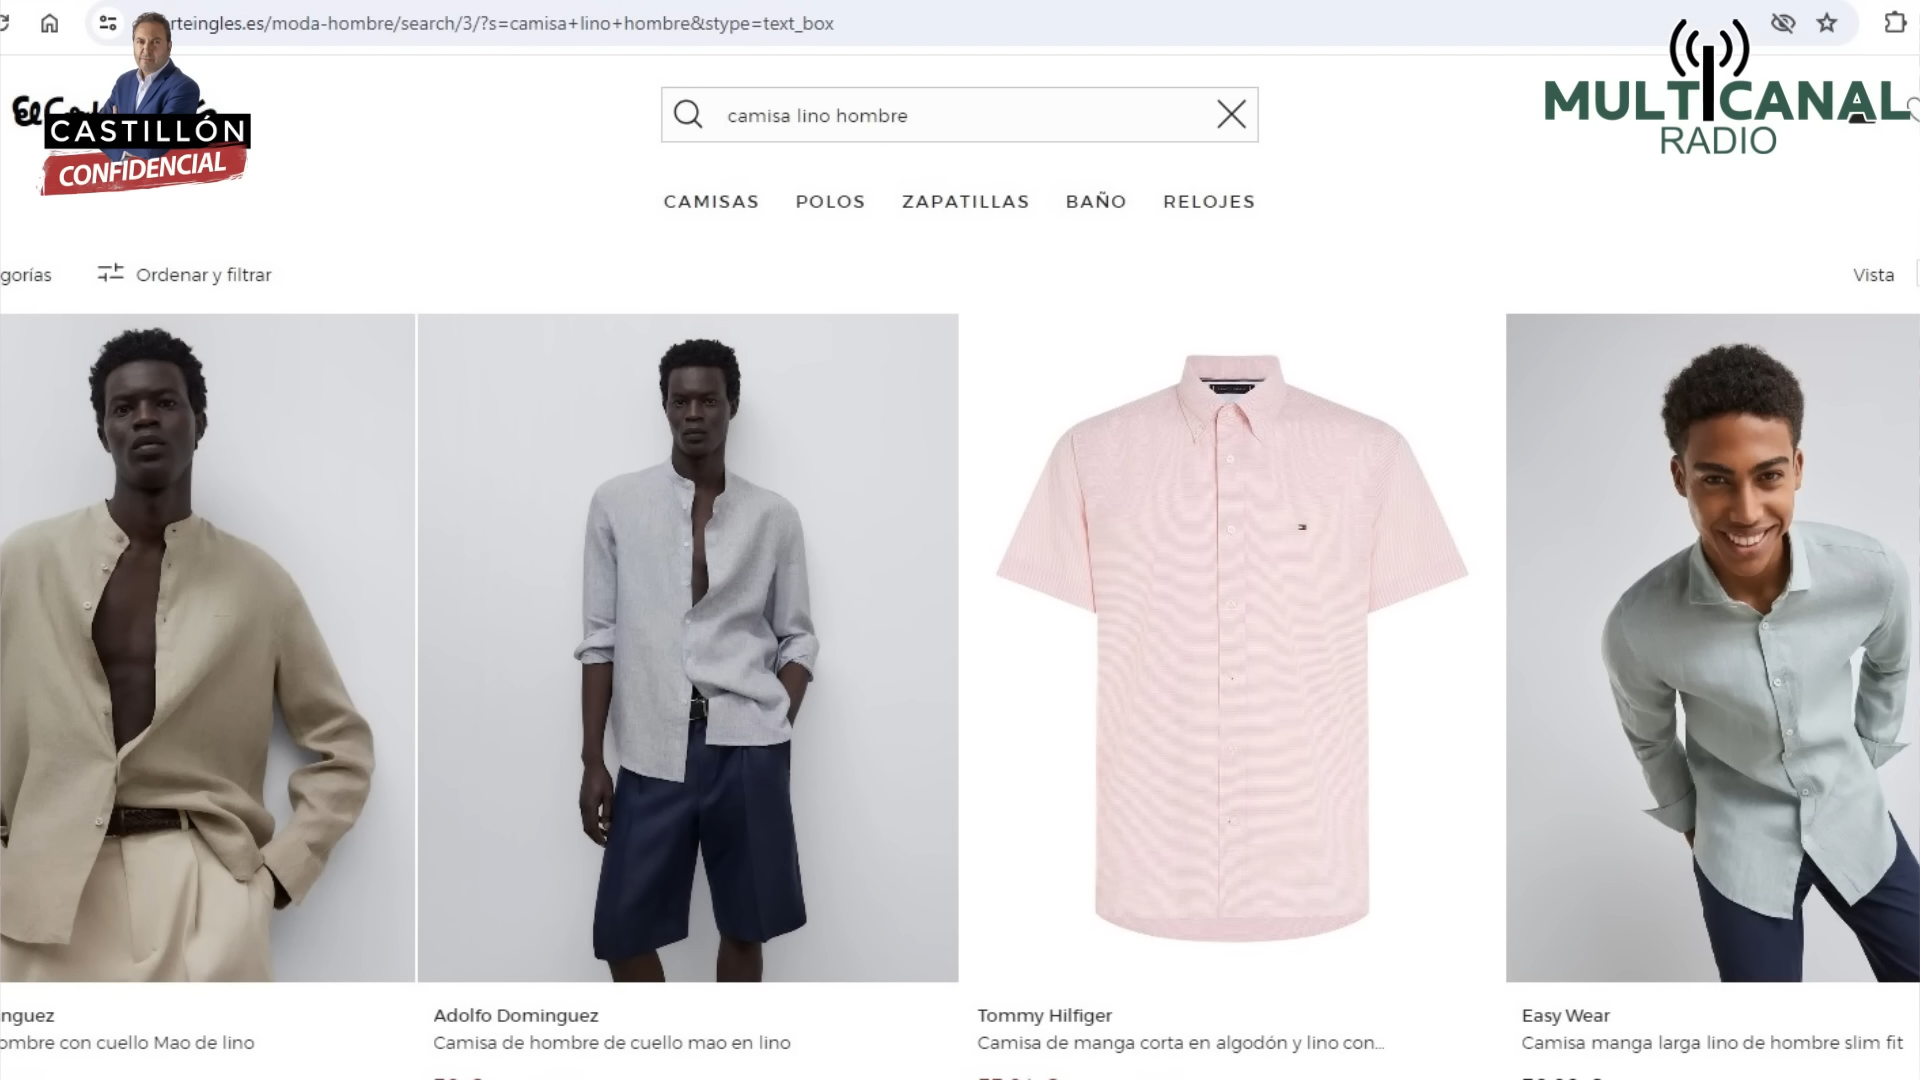 rteingles.es/moda-hombre/search/3/?s=camisa+lino+hombre&stype=text_box
CASTILLÓN
CONFIDENCIAL
camisa lino hombre
MULTICANAL
RADIO
CAMISAS POLOS ZAPATILLAS BAÑO RELOJES
gorías Ordenar y filtrar
Vista
nguez
ombre con cuello Mao de lino
Adolfo Dominguez
Camisa de hombre de cuello mao en lino
Tommy Hilfiger
Camisa de manga corta en algodón y lino con...
Easy Wear
Camisa manga larga lino de hombre slim fit